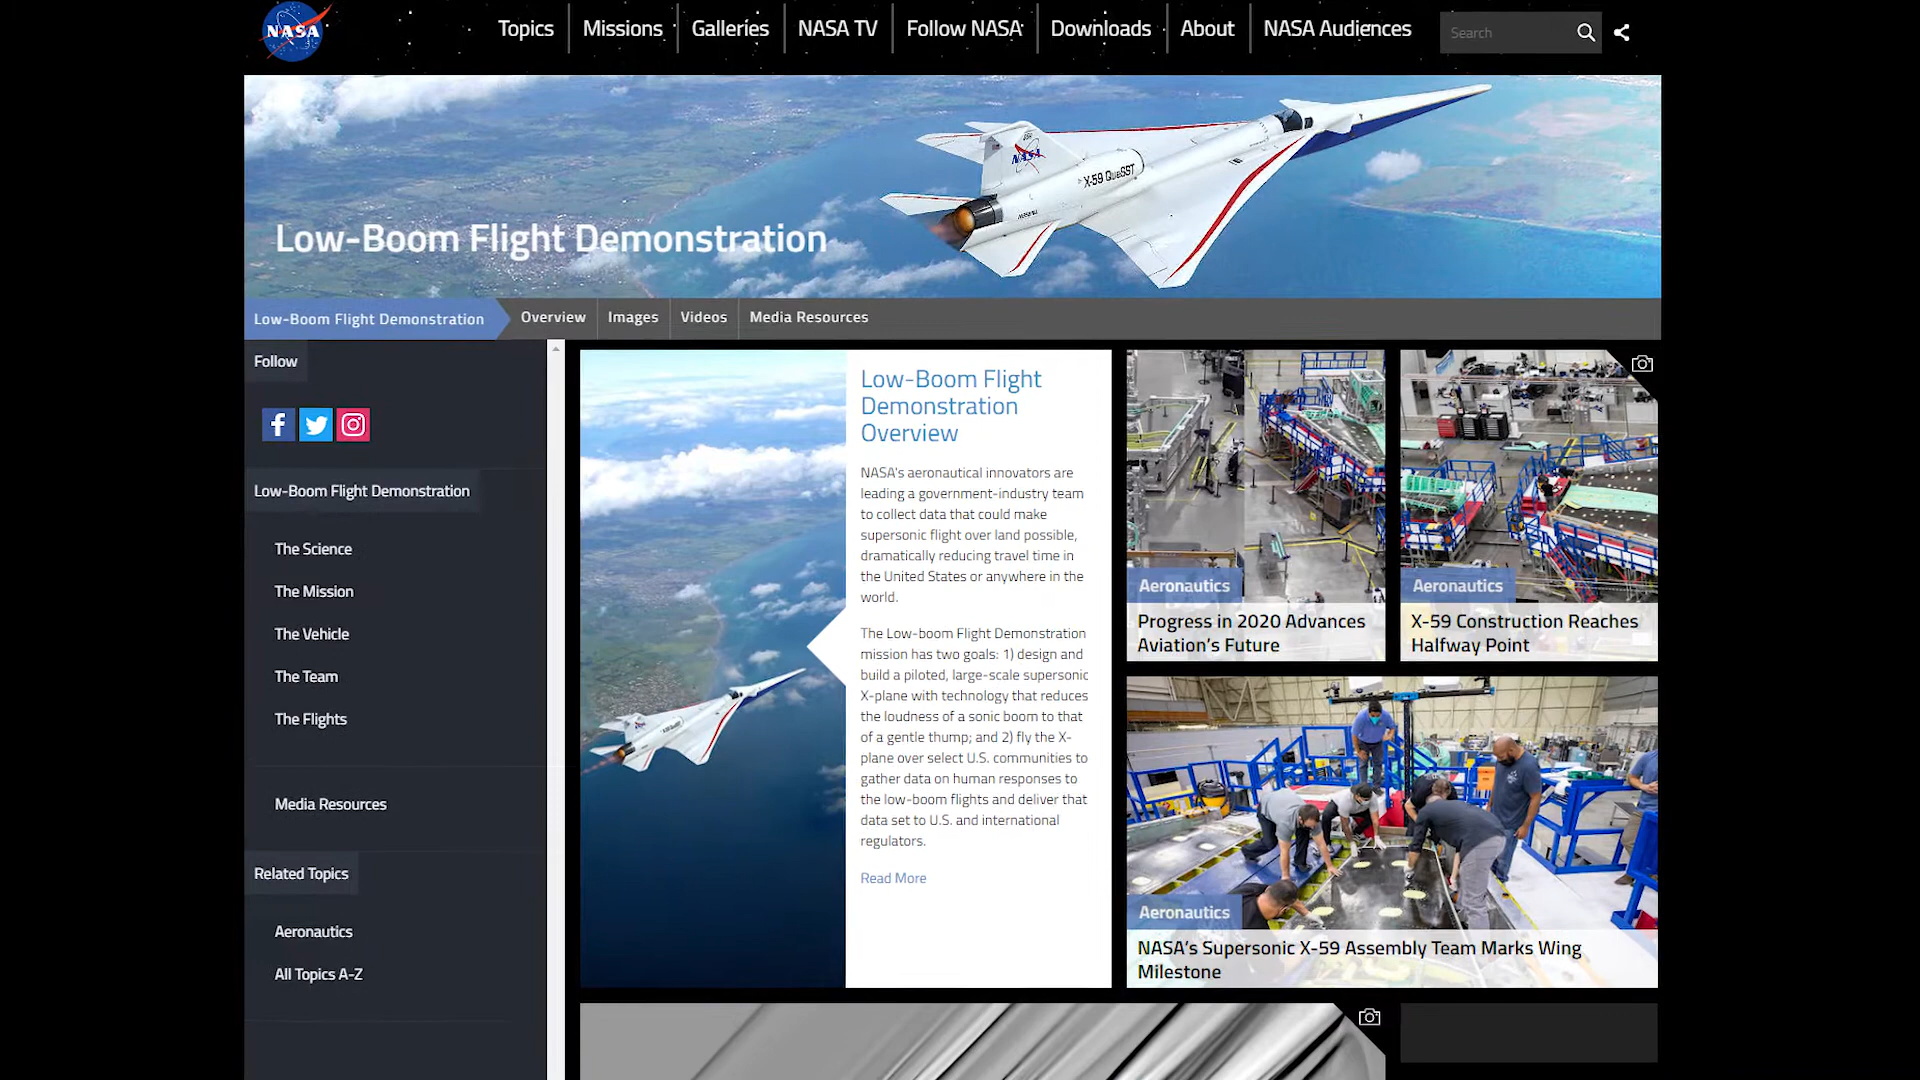 NASA
Topics
Missions
Galleries
NASA TV
Follow NASA
Downloads
About
NASA Audiences
Search
NASA
X-59 QueSST
Low-Boom Flight Demonstration
Low-Boom Flight Demonstration
Overview
Images
Videos
Media Resources
Follow
Low-Boom Flight Demonstration
The Science
The Mission
The Vehicle
The Team
The Flights
Media Resources
Related Topics
Aeronautics
All Topics A-Z
Low-Boom Flight
Demonstration
Overview
NASA's aeronautical innovators are
leading a government-industry team
to collect data that could make
supersonic flight over land possible,
dramatically reducing travel time in
the United States or anywhere in the
world.
The Low-boom Flight Demonstration
mission has two goals: 1) design and
build a piloted, large-scale supersonic
X-plane with technology that reduces
the loudness of a sonic boom to that
of a gentle thump; and 2) fly the X-
plane over select U.S. communities to
gather data on human responses to
the low-boom flights and deliver that
data set to U.S. and international
regulators.
Read More
Aeronautics
Progress in 2020 Advances
Aviation's Future
Aeronautics
X-59 Construction Reaches
Halfway Point
Aeronautics
NASA's Supersonic X-59 Assembly Team Marks Wing
Milestone